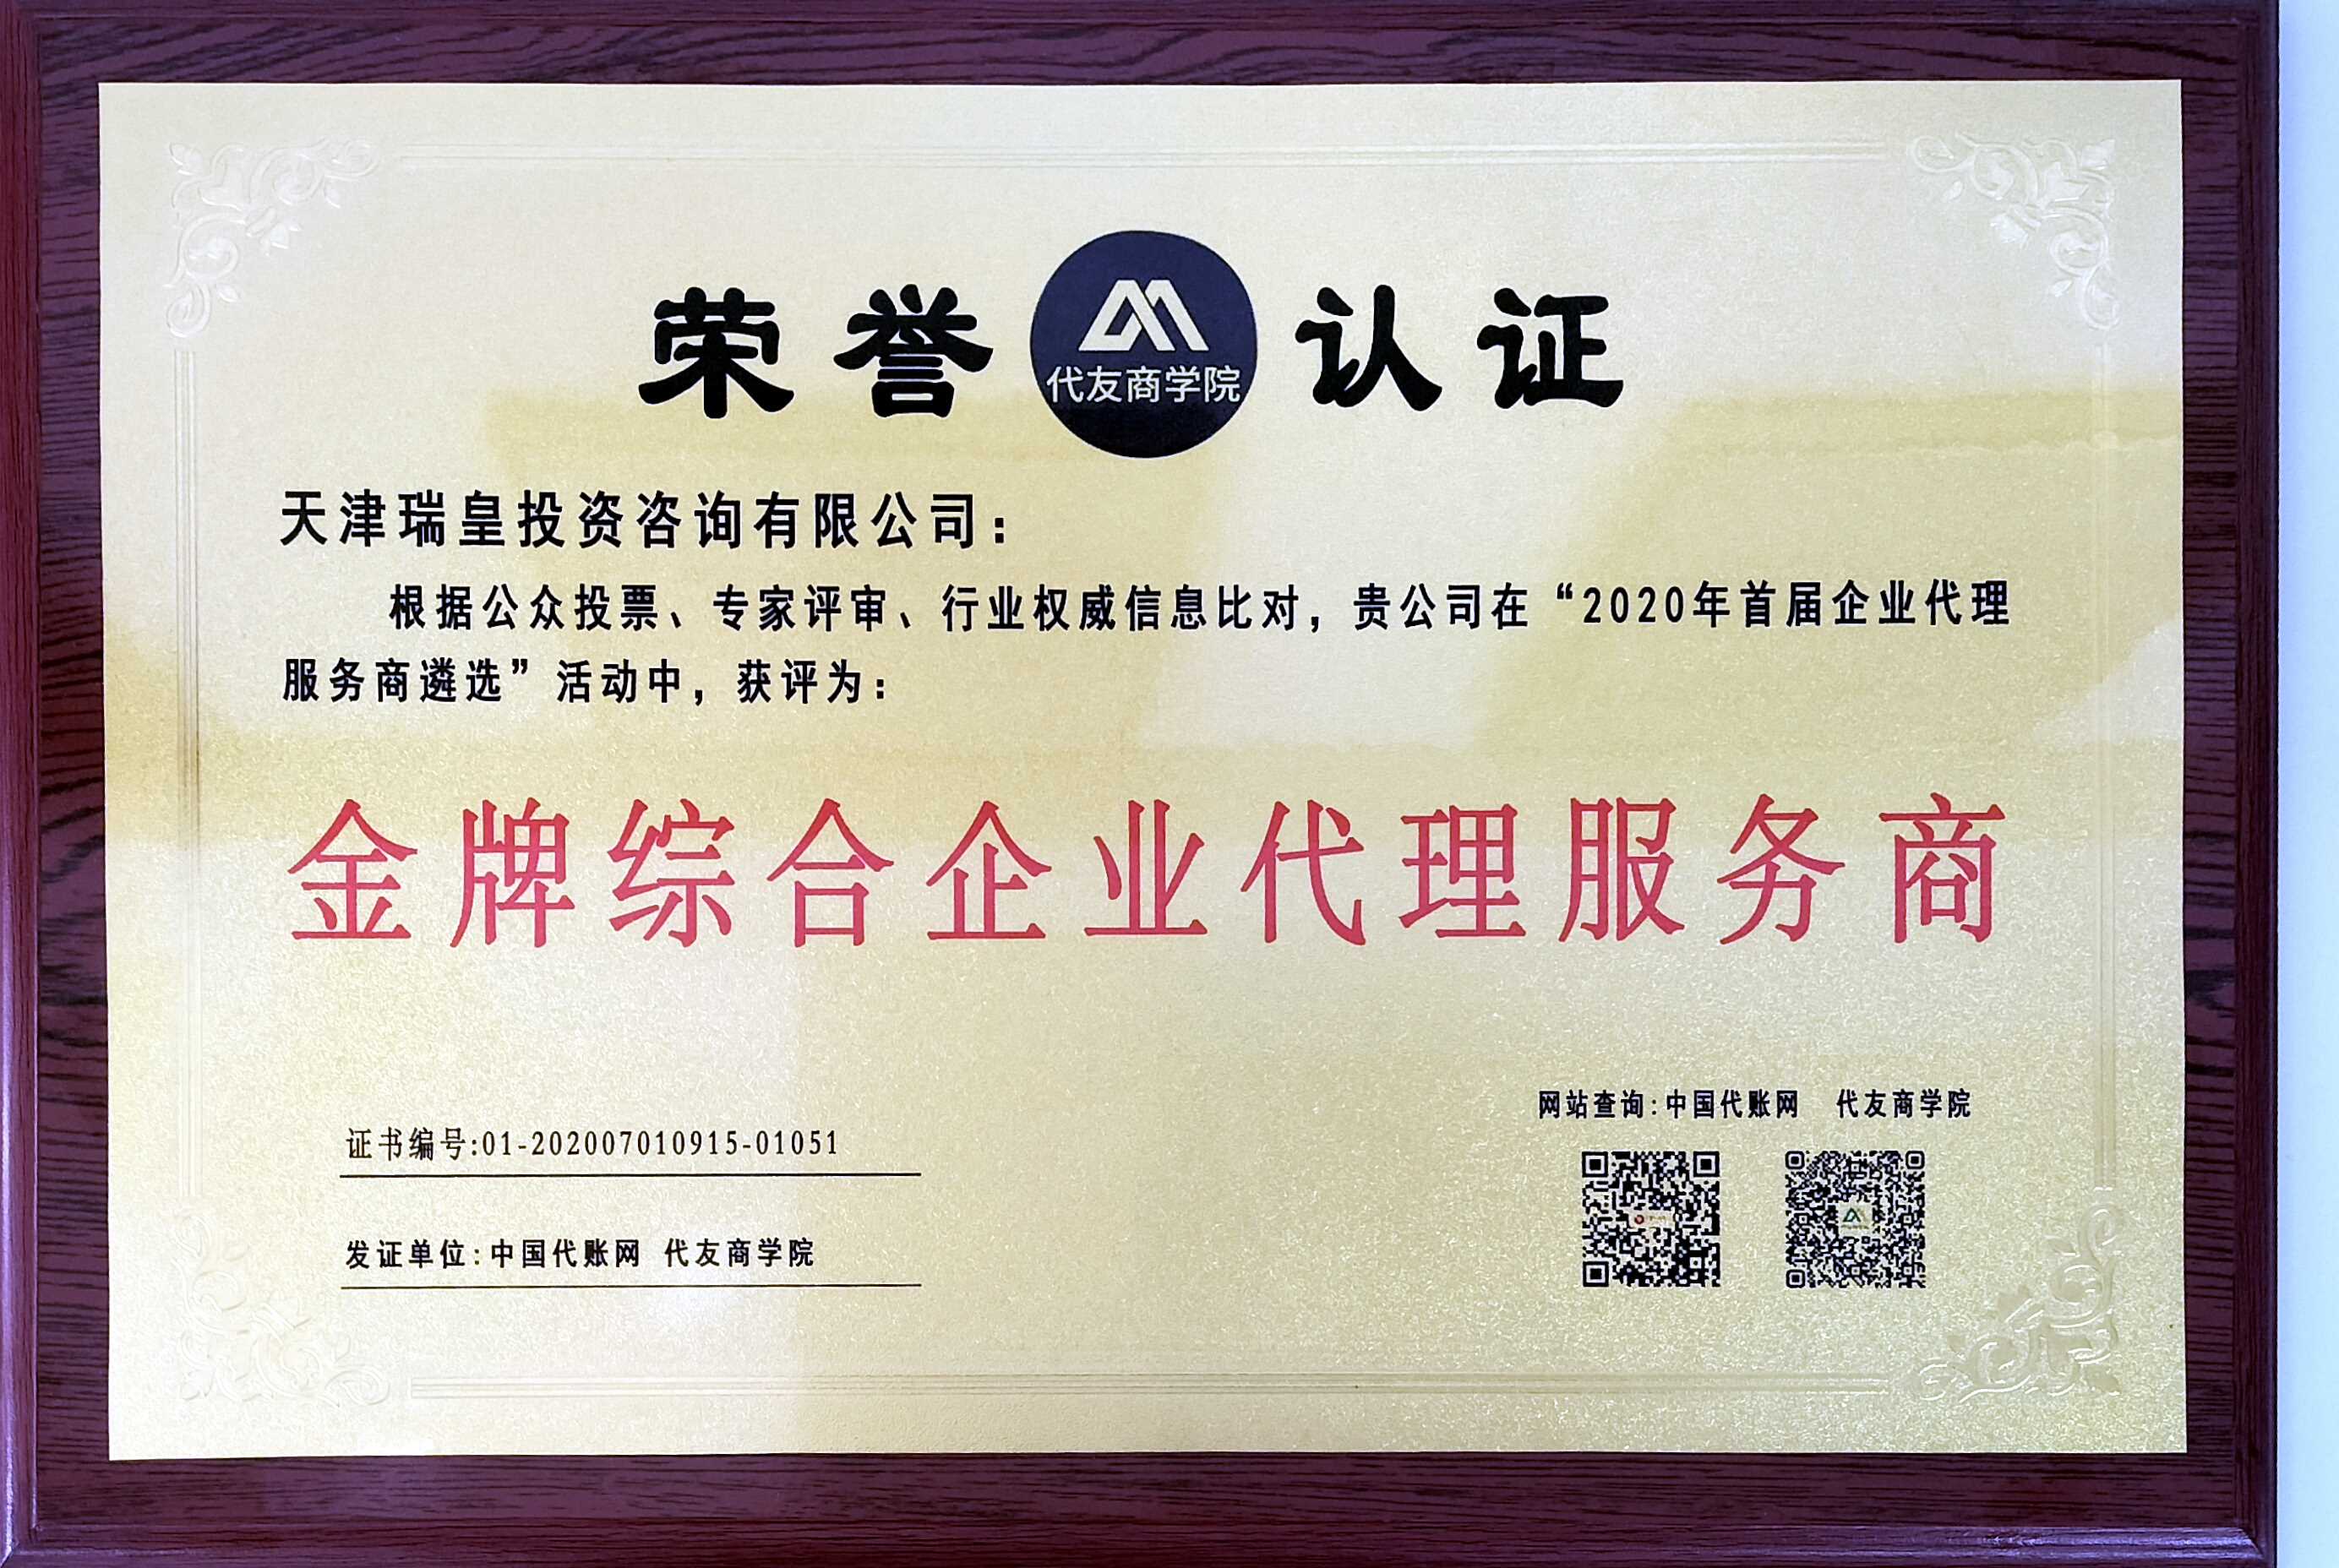 荣誉 代友商学院 认证
天津瑞皇投资咨询有限公司：
根据公众投票、专家评审、行业权威信息比对，贵公司在“2020年首届企业代理
服务商遴选”活动中，获评为：
金牌综合企业代理服务商
网站查询:中国代账网 代友商学院
证书编号:01-202007010915-01051
发证单位:中国代账网 代友商学院